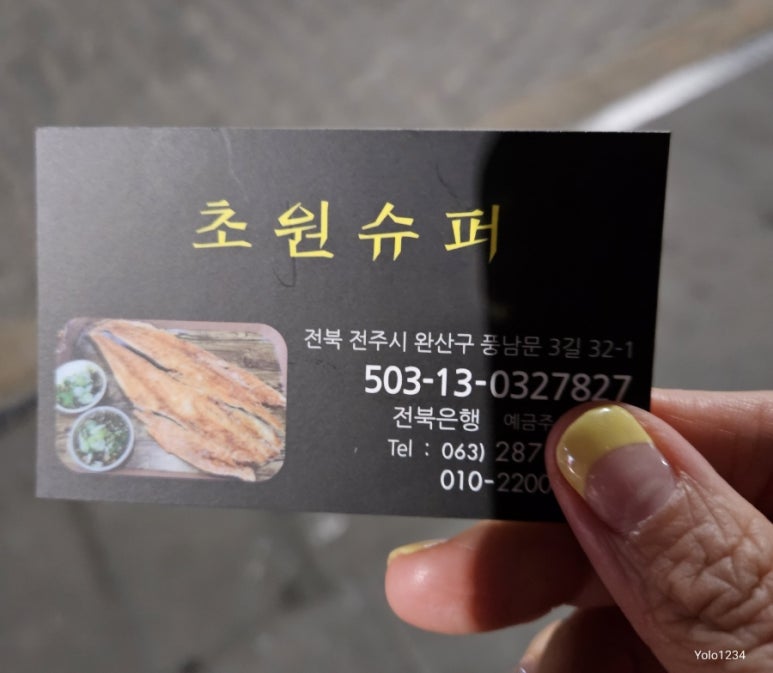 초원슈퍼
전북 전주시 완산구 풍남문 3길 32-1
503-13-0327827
전북은행 예금주
Tel : 063) 287
010-2200
Yolo1234